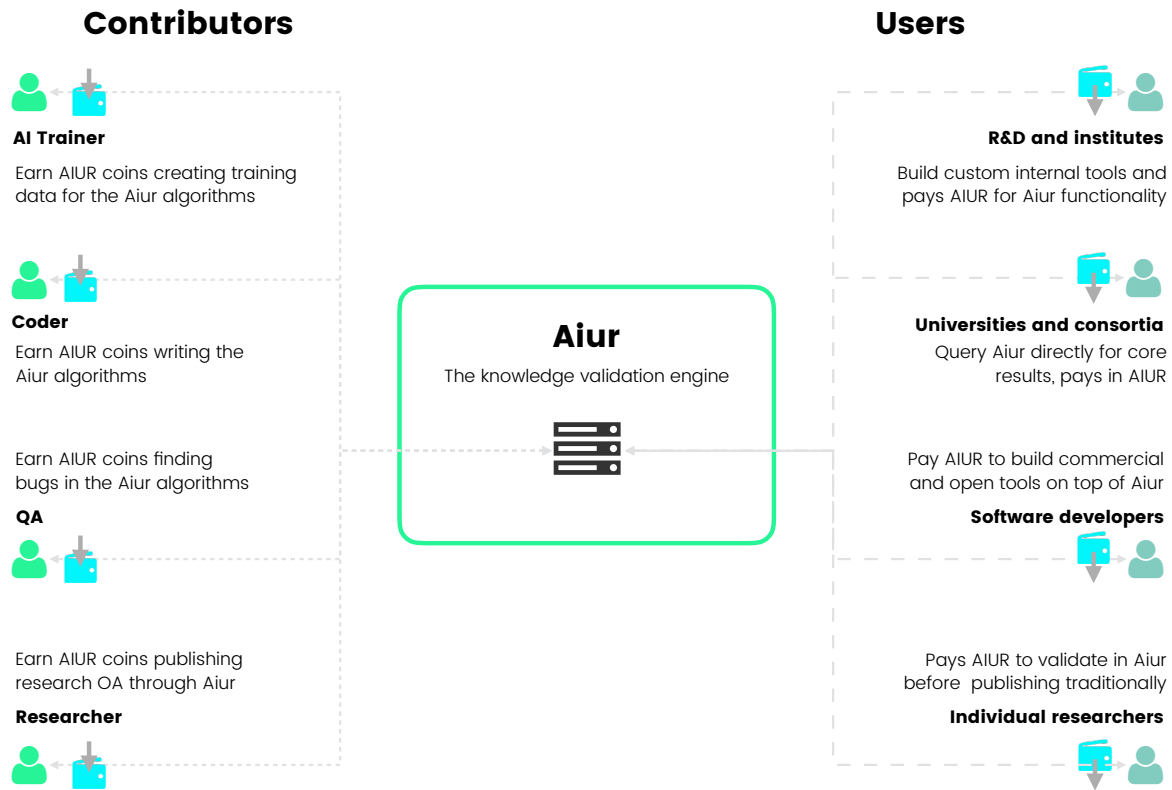 Contributors
Users
AI Trainer
Earn AIUR coins creating training
data for the Aiur algorithms
Coder
Earn AIUR coins writing the
Aiur algorithms
Earn AIUR coins finding
bugs in the Aiur algorithms
QA
Earn AIUR coins publishing
research OA through Aiur
Researcher
Aiur
The knowledge validation engine
R&D and institutes
Build custom internal tools and
pays AIUR for Aiur functionality
Universities and consortia
Query Aiur directly for core
results, pays in AIUR
Pay AIUR to build commercial
and open tools on top of Aiur
Software developers
Pays AIUR to validate in Aiur
before  publishing traditionally
Individual researchers